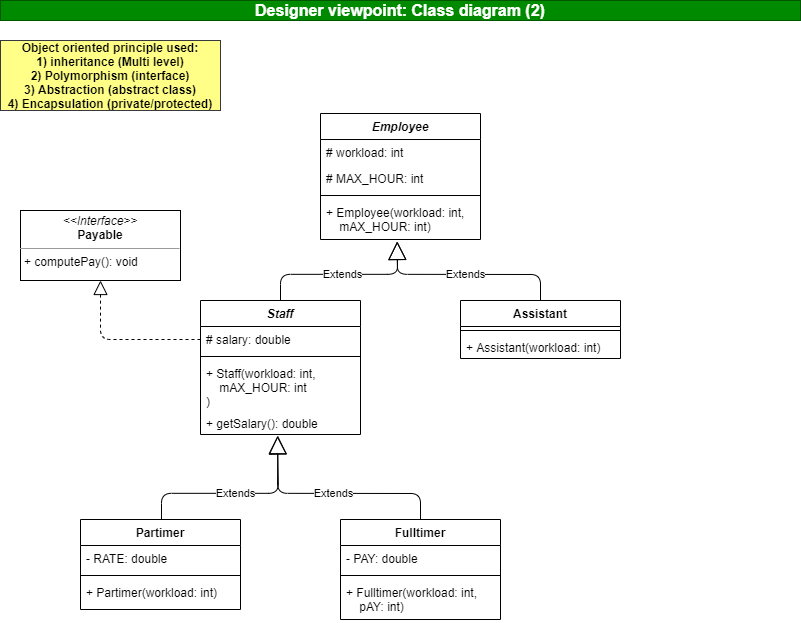 Designer viewpoint: Class diagram (2)
Object oriented principle used:
1) inheritance (Multi level)
2) Polymorphism (interface)
3) Abstraction (abstract class)
4) Encapsulation (private/protected)
Employee
# workload: int
# MAX_HOUR: int
+ Employee(workload: int,
mAX_HOUR: int)
<<Interface>>
Payable
+ computePay(): void
Extends
Extends
Staff
# salary: double
+ Staff(workload: int,
mAX_HOUR: int
)
+ getSalary(): double
Assistant
+ Assistant(workload: int)
Extends
Extends
Partimer
- RATE: double
+ Partimer(workload: int)
Fulltimer
- PAY: double
+ Fulltimer(workload: int,
pAY: int)